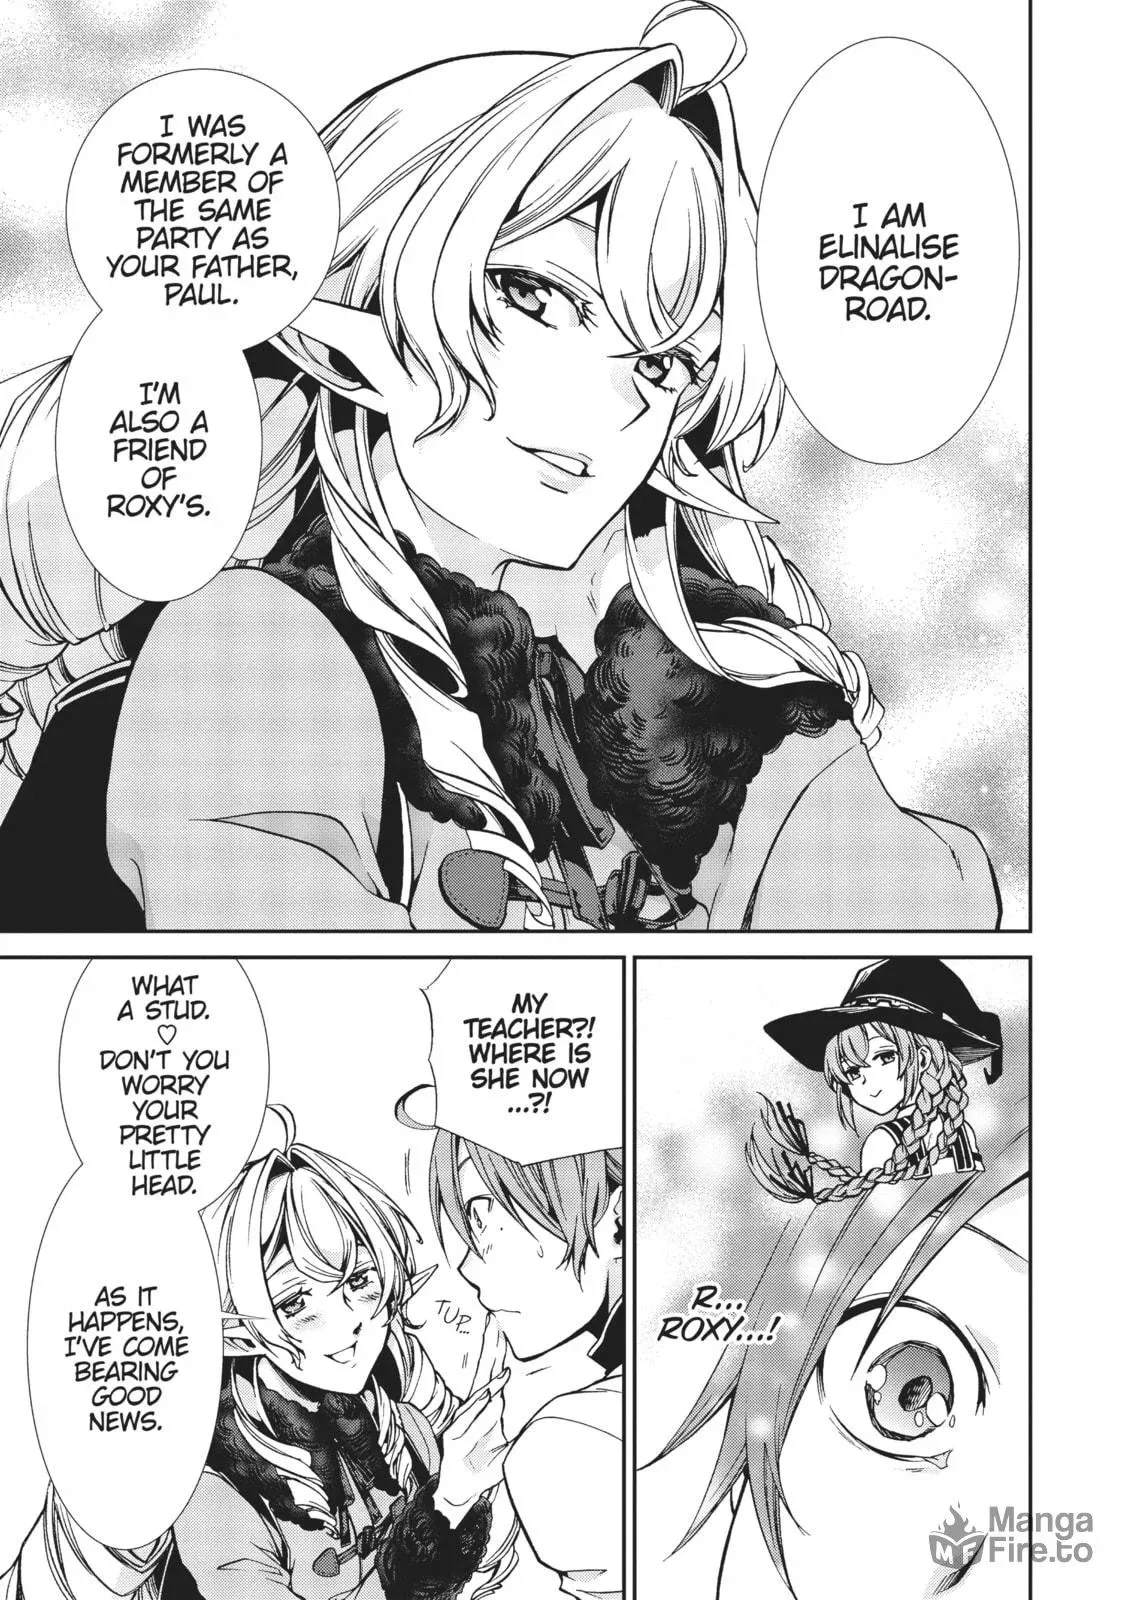 I AM
ELINALISE
DRAGON-
ROAD.
I WAS
FORMERLY A
MEMBER OF
THE SAME
PARTY AS
YOUR FATHER,
PAUL.
I'M
ALSO A
FRIEND
OF
ROXY'S.
R...
ROXY...!
MY
TEACHER?!
WHERE IS
SHE NOW
...?!
WHAT
A STUD.
♡
DON'T YOU
WORRY
YOUR
PRETTY
LITTLE
HEAD.
AS IT
HAPPENS,
I'VE COME
BEARING
GOOD
NEWS.
TUP...
Manga
Fire.to